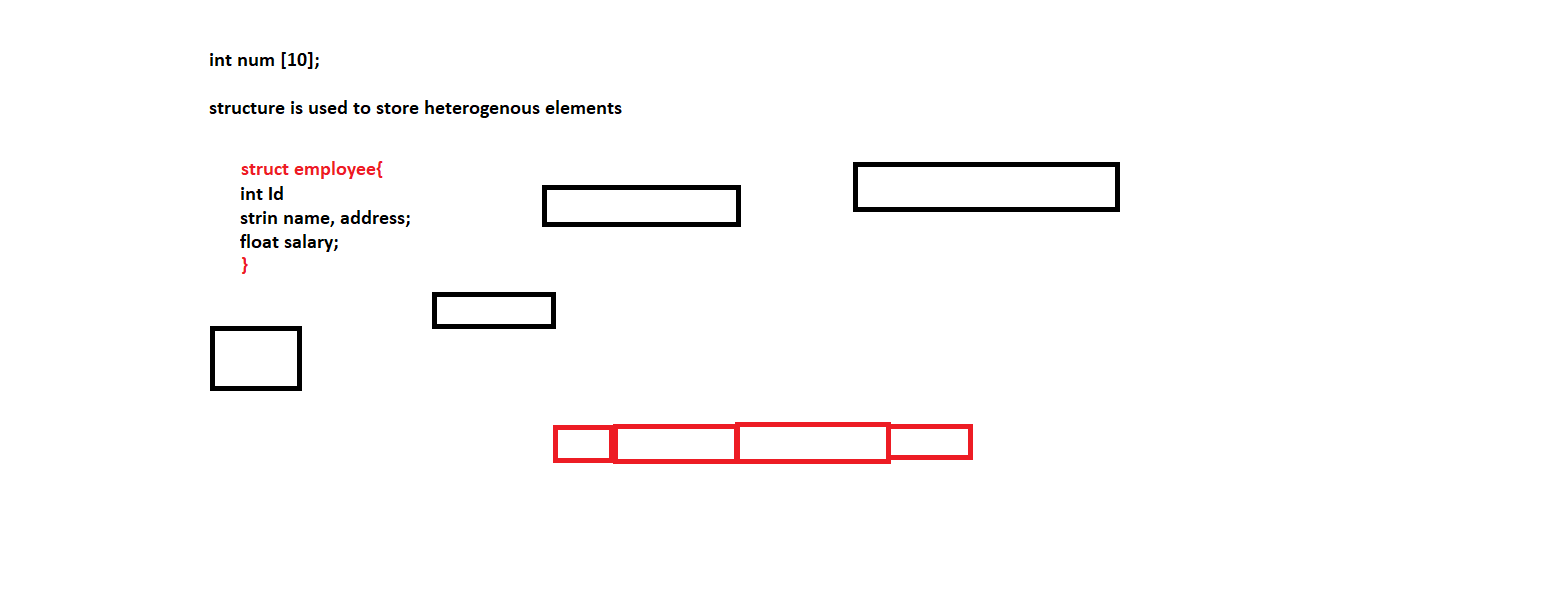 int num [10];
structure is used to store heterogenous elements
struct employee{
int Id
strin name, address;
float salary;
}